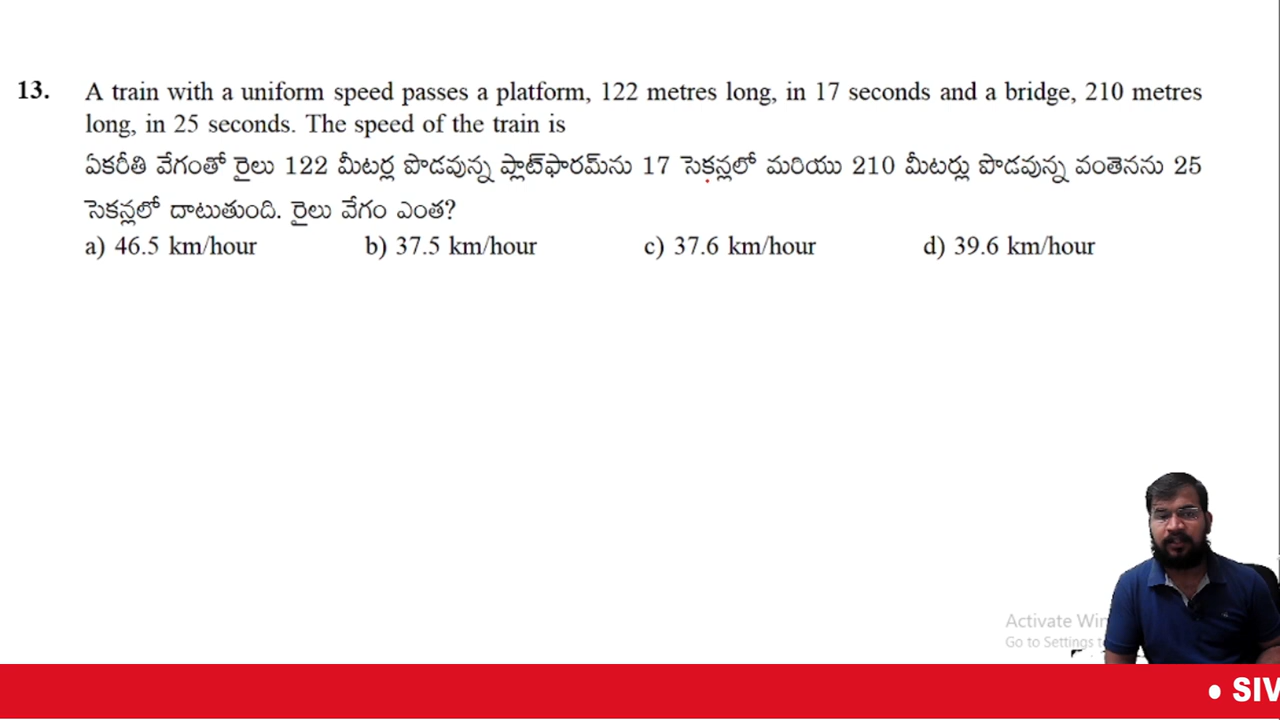 13. A train with a uniform speed passes a platform, 122 metres long, in 17 seconds and a bridge, 210 metres
long, in 25 seconds. The speed of the train is
ఏకరీతి వేగంతో రైలు 122 మీటర్ల పొడవున్న ప్లాట్‌ఫారమ్‌ను 17 సెకన్లలో మరియు 210 మీటర్లు పొడవున్న వంతెనను 25
సెకన్లలో దాటుతుంది. రైలు వేగం ఎంత?
a) 46.5 km/hour b) 37.5 km/hour c) 37.6 km/hour d) 39.6 km/hour
Activate Win
Go to Settings t
• SIV